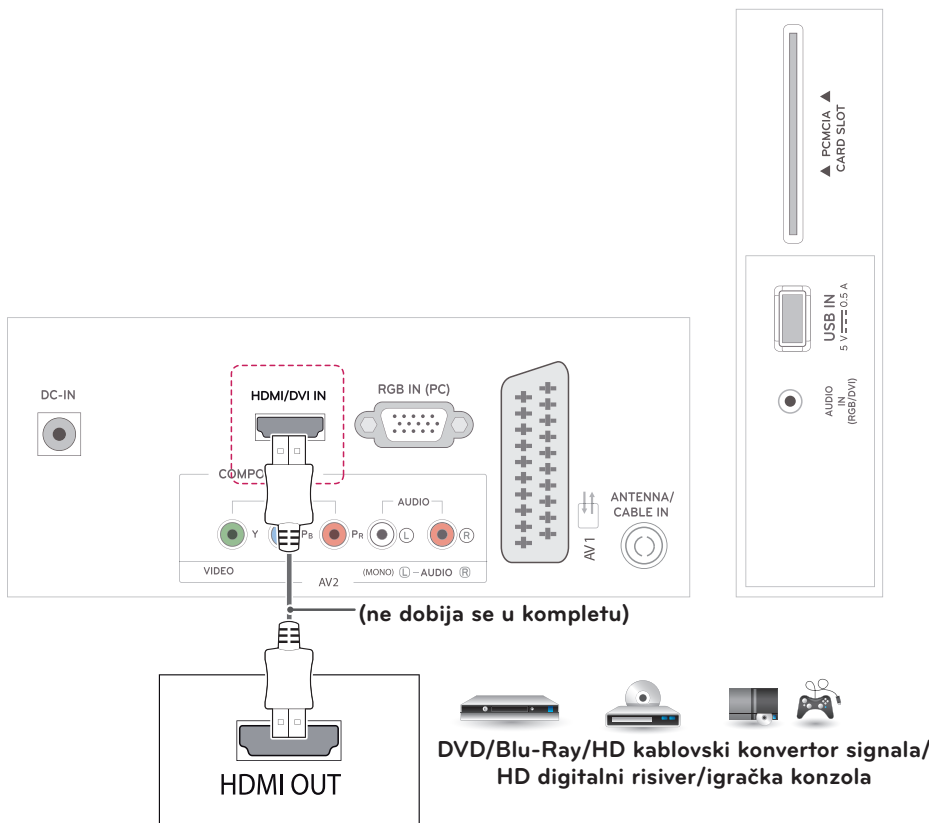 ▲ PCMCIA ▲
CARD SLOT
USB IN
5 V 0.5 A
AUDIO
IN
(RGB/DVI)
DC-IN
HDMI/DVI IN
RGB IN (PC)
COMPO
AUDIO
Y
PB
PR
L
R
VIDEO
(MONO) L – AUDIO R
AV2
AV1
ANTENNA/
CABLE IN
(ne dobija se u kompletu)
HDMI OUT
DVD/Blu-Ray/HD kablovski konvertor signala/
HD digitalni risiver/igračka konzola